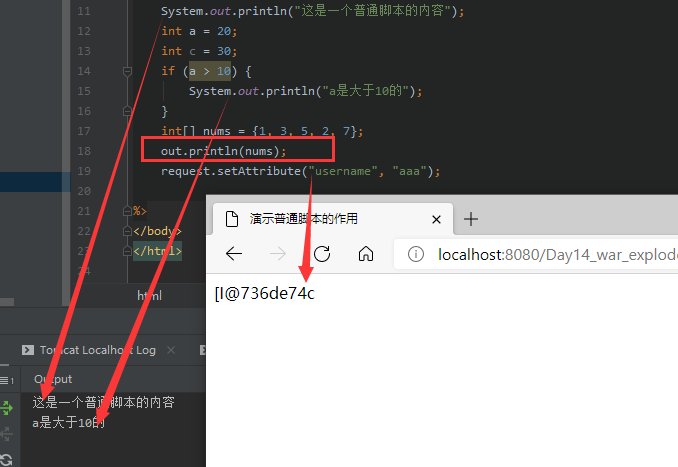 11 System.out.println("这是一个普通脚本的内容");
12 int a = 20;
13 int c = 30;
14 if (a > 10) {
15 System.out.println("a是大于10的");
16 }
17 int[] nums = {1, 3, 5, 2, 7};
18 out.println(nums);
19 request.setAttribute("username", "aaa");
20
21 %>
22 </body>
23 </html>
24
html
演示普通脚本的作用
localhost:8080/Day14_war_explode
[I@736de74c
Tomcat Localhost Log
Output
这是一个普通脚本的内容
a是大于10的